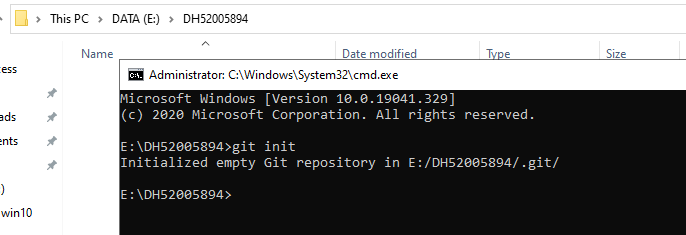 This PC > DATA (E:) > DH52005894
Name Date modified Type Size
Administrator: C:\Windows\System32\cmd.exe
cess
Microsoft Windows [Version 10.0.19041.329]
(c) 2020 Microsoft Corporation. All rights reserved.
ads
ents
E:\DH52005894>git init
Initialized empty Git repository in E:/DH52005894/.git/
:)
E:\DH52005894>
win10